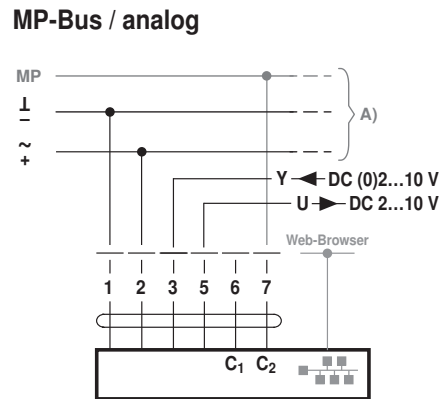 MP-Bus / analog
MP
A)
⊥
–
~
+
Y DC (0)2...10 V
U DC 2...10 V
Web-Browser
1 2 3 5 6 7
C1 C2